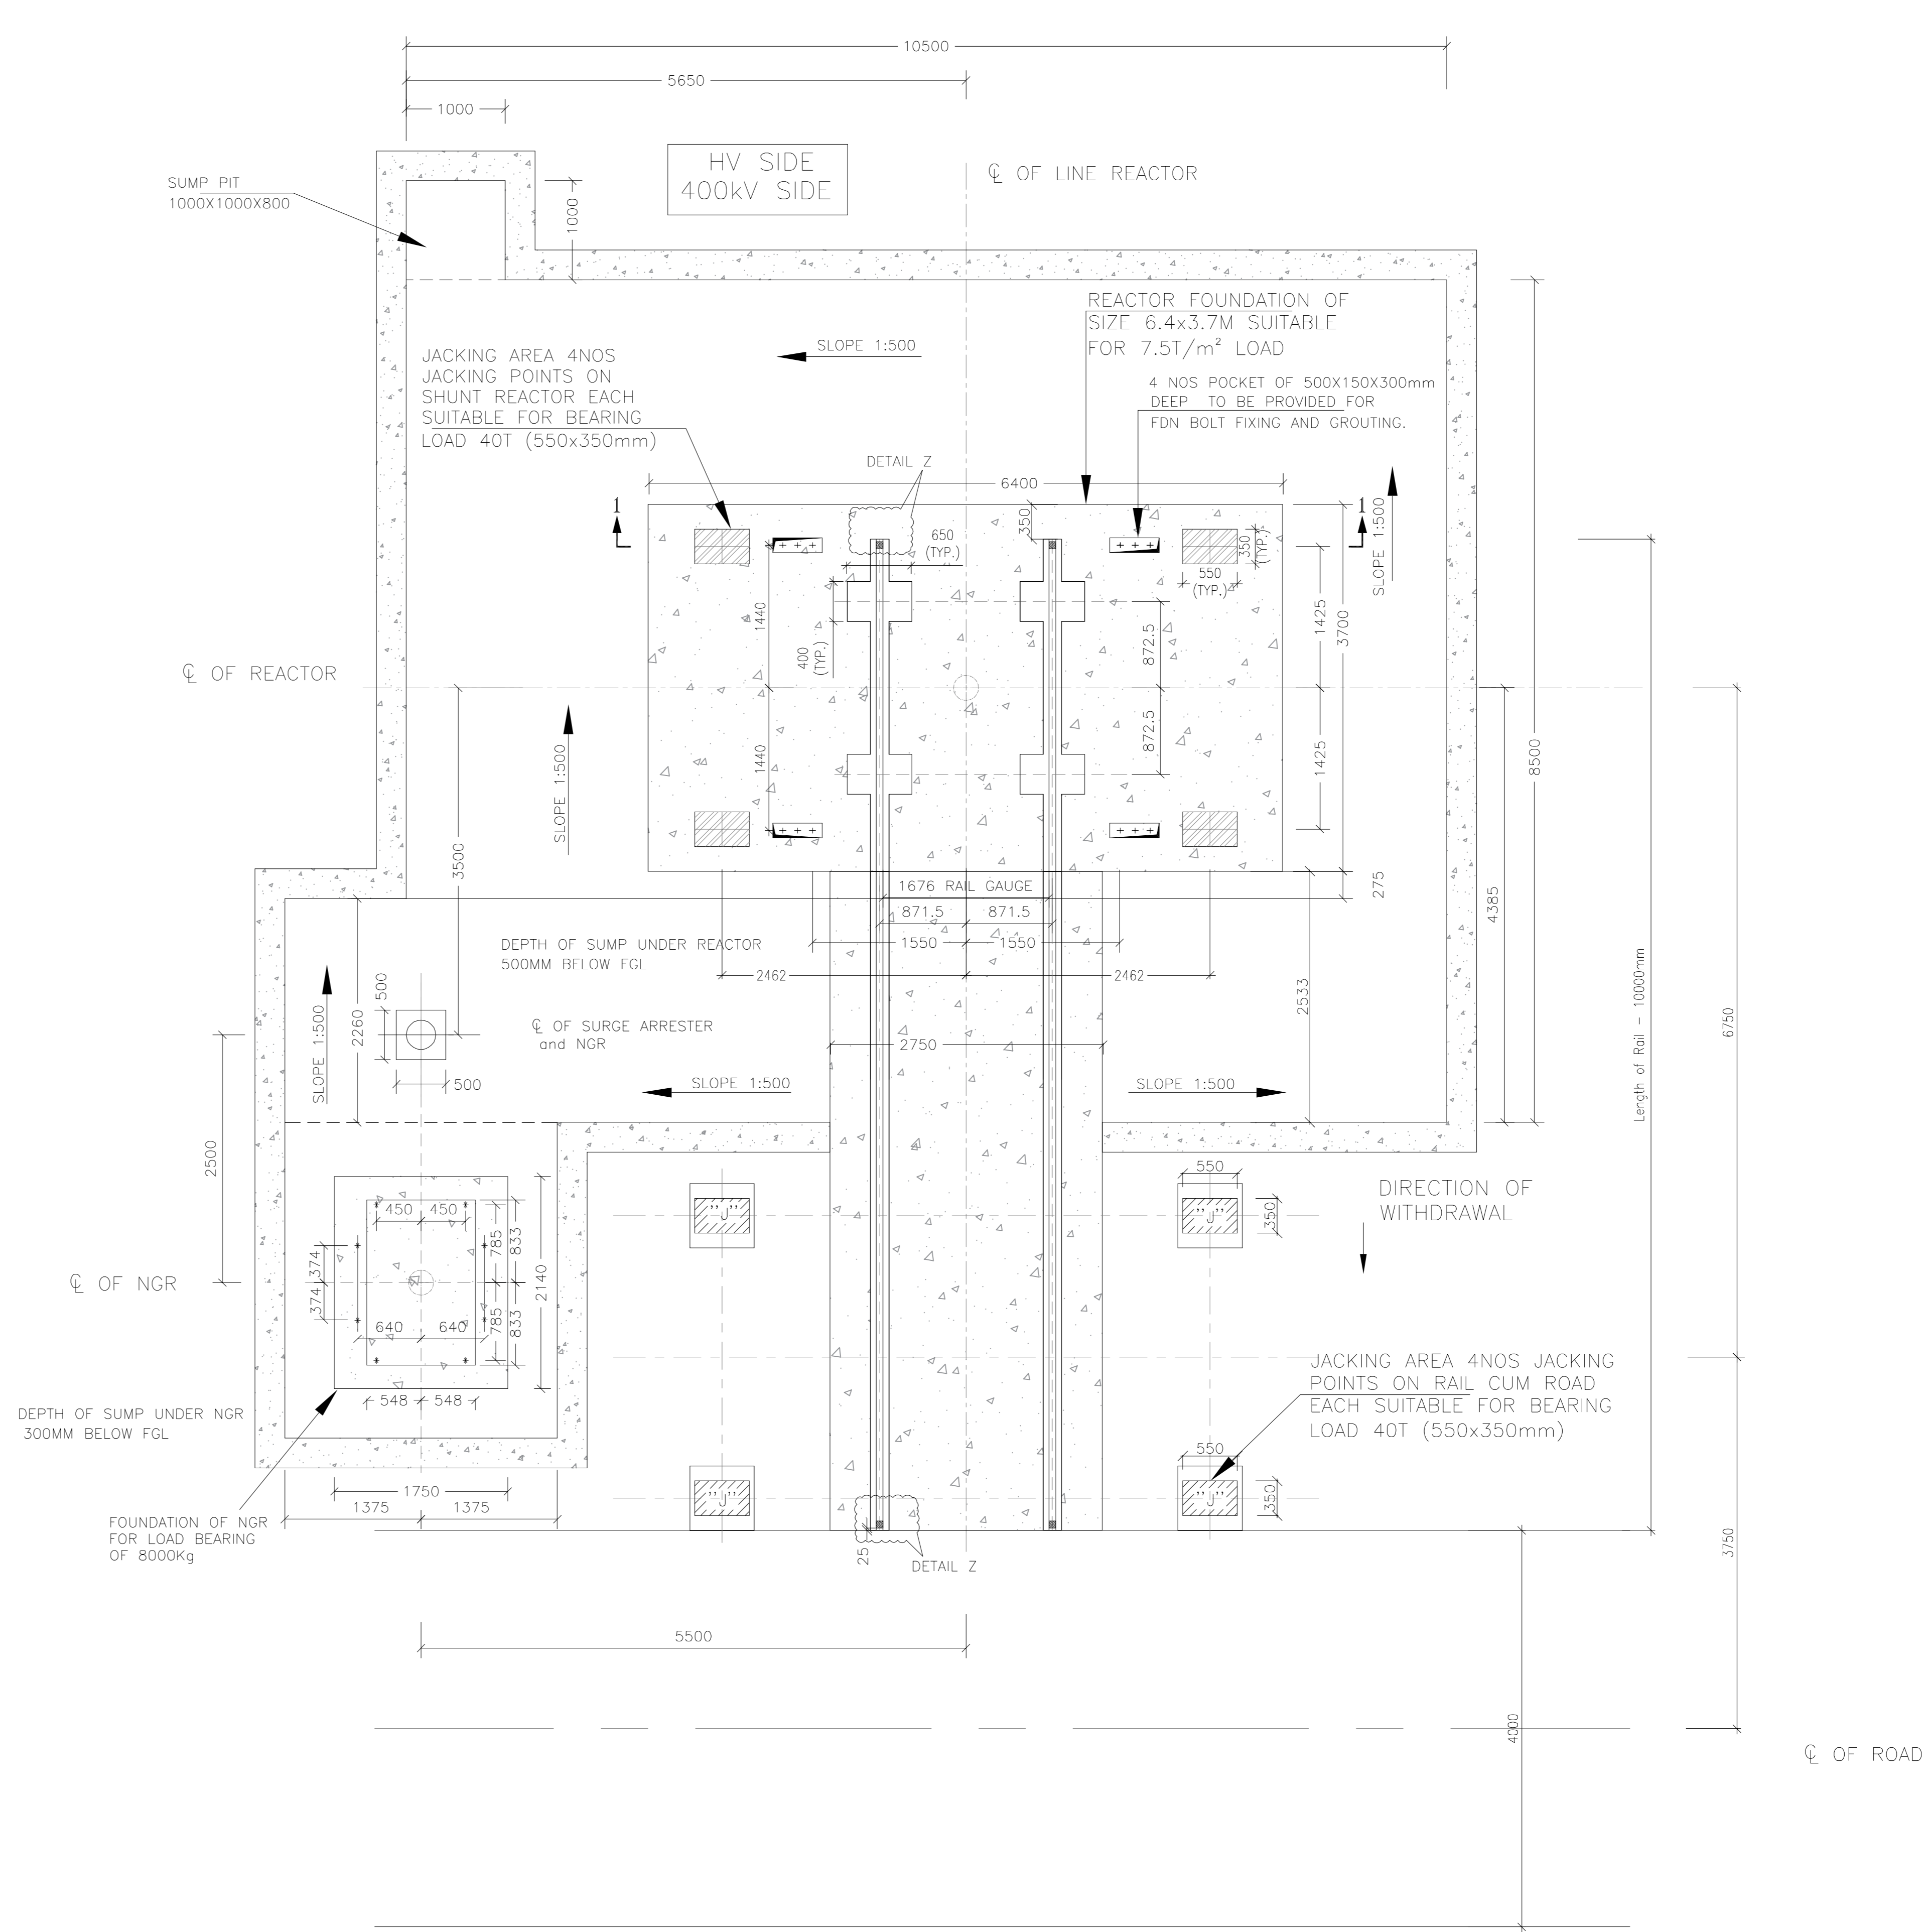 10500
5650
1000
HV SIDE
400kV SIDE
℄ OF LINE REACTOR
SUMP PIT
1000X1000X800
1000
REACTOR FOUNDATION OF
SIZE 6.4x3.7M SUITABLE
FOR 7.5T/m² LOAD
SLOPE 1:500
JACKING AREA 4NOS
JACKING POINTS ON
SHUNT REACTOR EACH
SUITABLE FOR BEARING
LOAD 40T (550x350mm)
4 NOS POCKET OF 500X150X300mm
DEEP TO BE PROVIDED FOR
FDN BOLT FIXING AND GROUTING.
DETAIL Z
6400
1
1
350
650
(TYP.)
350
(TYP.)
550
(TYP.)
SLOPE 1:500
1440
400
(TYP.)
872.5
1425
3700
℄ OF REACTOR
872.5
1440
1425
SLOPE 1:500
8500
3500
275
4385
1676 RAIL GAUGE
871.5
871.5
1550
1550
2462
2462
DEPTH OF SUMP UNDER REACTOR
500MM BELOW FGL
2533
Length of Rail – 10000mm
6750
500
SLOPE 1:500
2260
℄ OF SURGE ARRESTER
and NGR
2750
500
SLOPE 1:500
SLOPE 1:500
2500
550
"J"
"J"
350
DIRECTION OF
WITHDRAWAL
450
450
785
833
374
374
2140
℄ OF NGR
640
640
785
833
548
548
JACKING AREA 4NOS JACKING
POINTS ON RAIL CUM ROAD
EACH SUITABLE FOR BEARING
LOAD 40T (550x350mm)
DEPTH OF SUMP UNDER NGR
300MM BELOW FGL
550
"J"
"J"
350
1750
1375
1375
FOUNDATION OF NGR
FOR LOAD BEARING
OF 8000Kg
25
DETAIL Z
3750
5500
4000
℄ OF ROAD